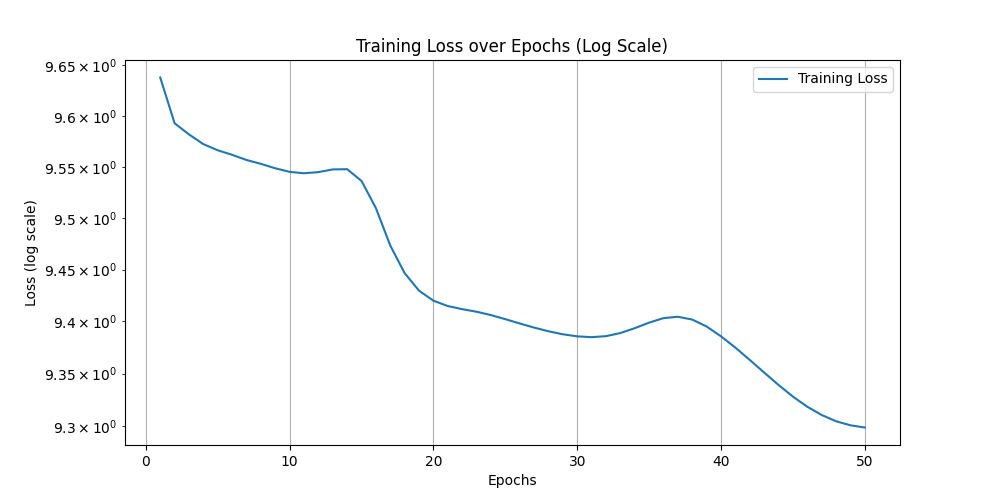 Training Loss over Epochs (Log Scale)
Training Loss
Loss (log scale)
9.65 × 10⁰
9.6 × 10⁰
9.55 × 10⁰
9.5 × 10⁰
9.45 × 10⁰
9.4 × 10⁰
9.35 × 10⁰
9.3 × 10⁰
0 10 20 30 40 50
Epochs